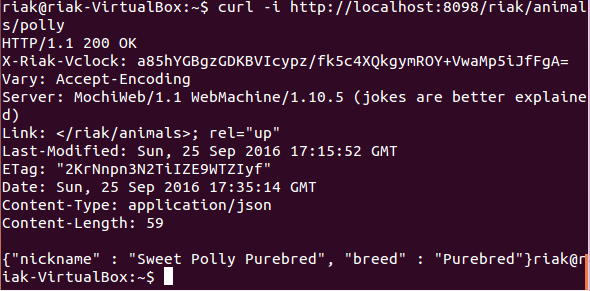 riak@riak-VirtualBox:~$ curl -i http://localhost:8098/riak/animal
s/polly
HTTP/1.1 200 OK
X-Riak-Vclock: a85hYGBgzGDKBVIcypz/fk5c4XQkgymROY+VwaMp5iJfFgA=
Vary: Accept-Encoding
Server: MochiWeb/1.1 WebMachine/1.10.5 (jokes are better explaine
d)
Link: </riak/animals>; rel="up"
Last-Modified: Sun, 25 Sep 2016 17:15:52 GMT
ETag: "2KrNnpn3N2TiIZE9WTZIyf"
Date: Sun, 25 Sep 2016 17:35:14 GMT
Content-Type: application/json
Content-Length: 59

{"nickname" : "Sweet Polly Purebred", "breed" : "Purebred"}riak@r
iak-VirtualBox:~$